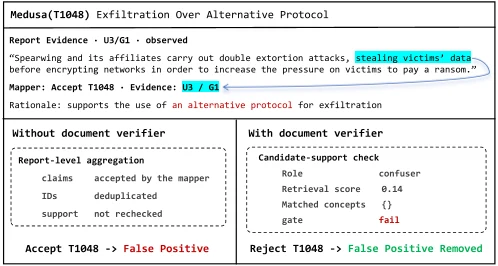 Medusa(T1048) Exfiltration Over Alternative Protocol
Report Evidence · U3/G1 · observed
“Spearwing and its affiliates carry out double extortion attacks, stealing victims’ data
before encrypting networks in order to increase the pressure on victims to pay a ransom.”
Mapper: Accept T1048 · Evidence: U3 / G1
Rationale: supports the use of an alternative protocol for exfiltration
Without document verifier
Report-level aggregation
claims accepted by the mapper
IDs deduplicated
support not rechecked
Accept T1048 -> False Positive
With document verifier
Candidate-support check
Role confuser
Retrieval score 0.14
Matched concepts {}
gate fail
Reject T1048 -> False Positive Removed